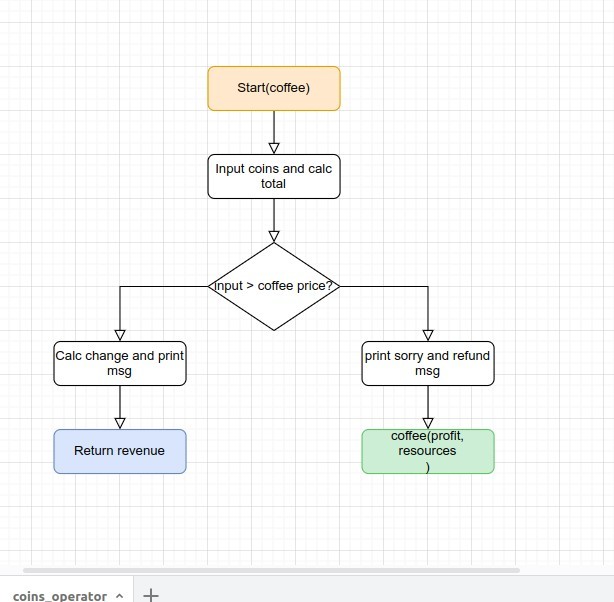 Start(coffee)
Input coins and calc
total
input > coffee price?
Calc change and print
msg
print sorry and refund
msg
Return revenue
coffee(profit,
resources
)
coins_operator